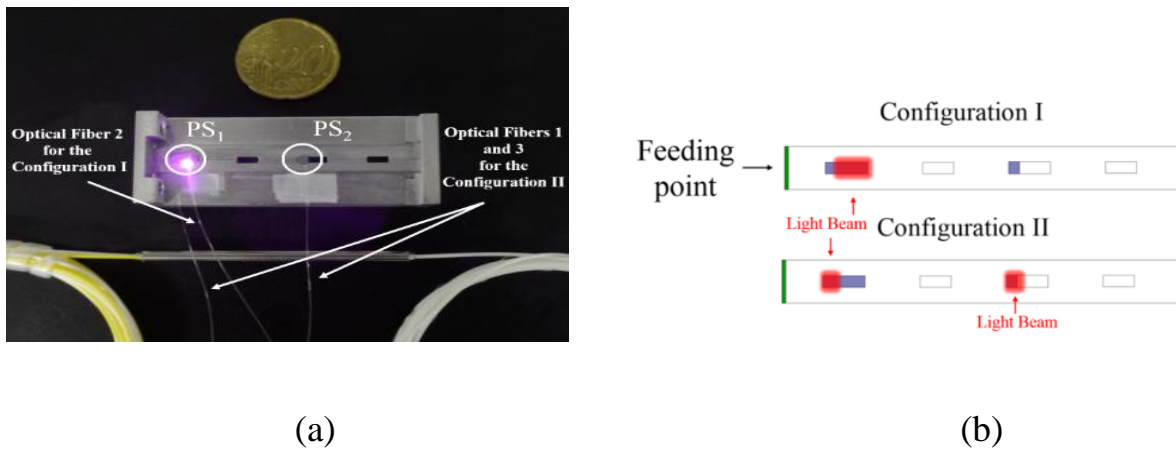 Optical Fiber 2
for the
Configuration I
PS1
PS2
Optical Fibers 1
and 3
for the
Configuration II
20
(a)
Configuration I
Feeding
point
Light Beam
Configuration II
Light Beam
(b)